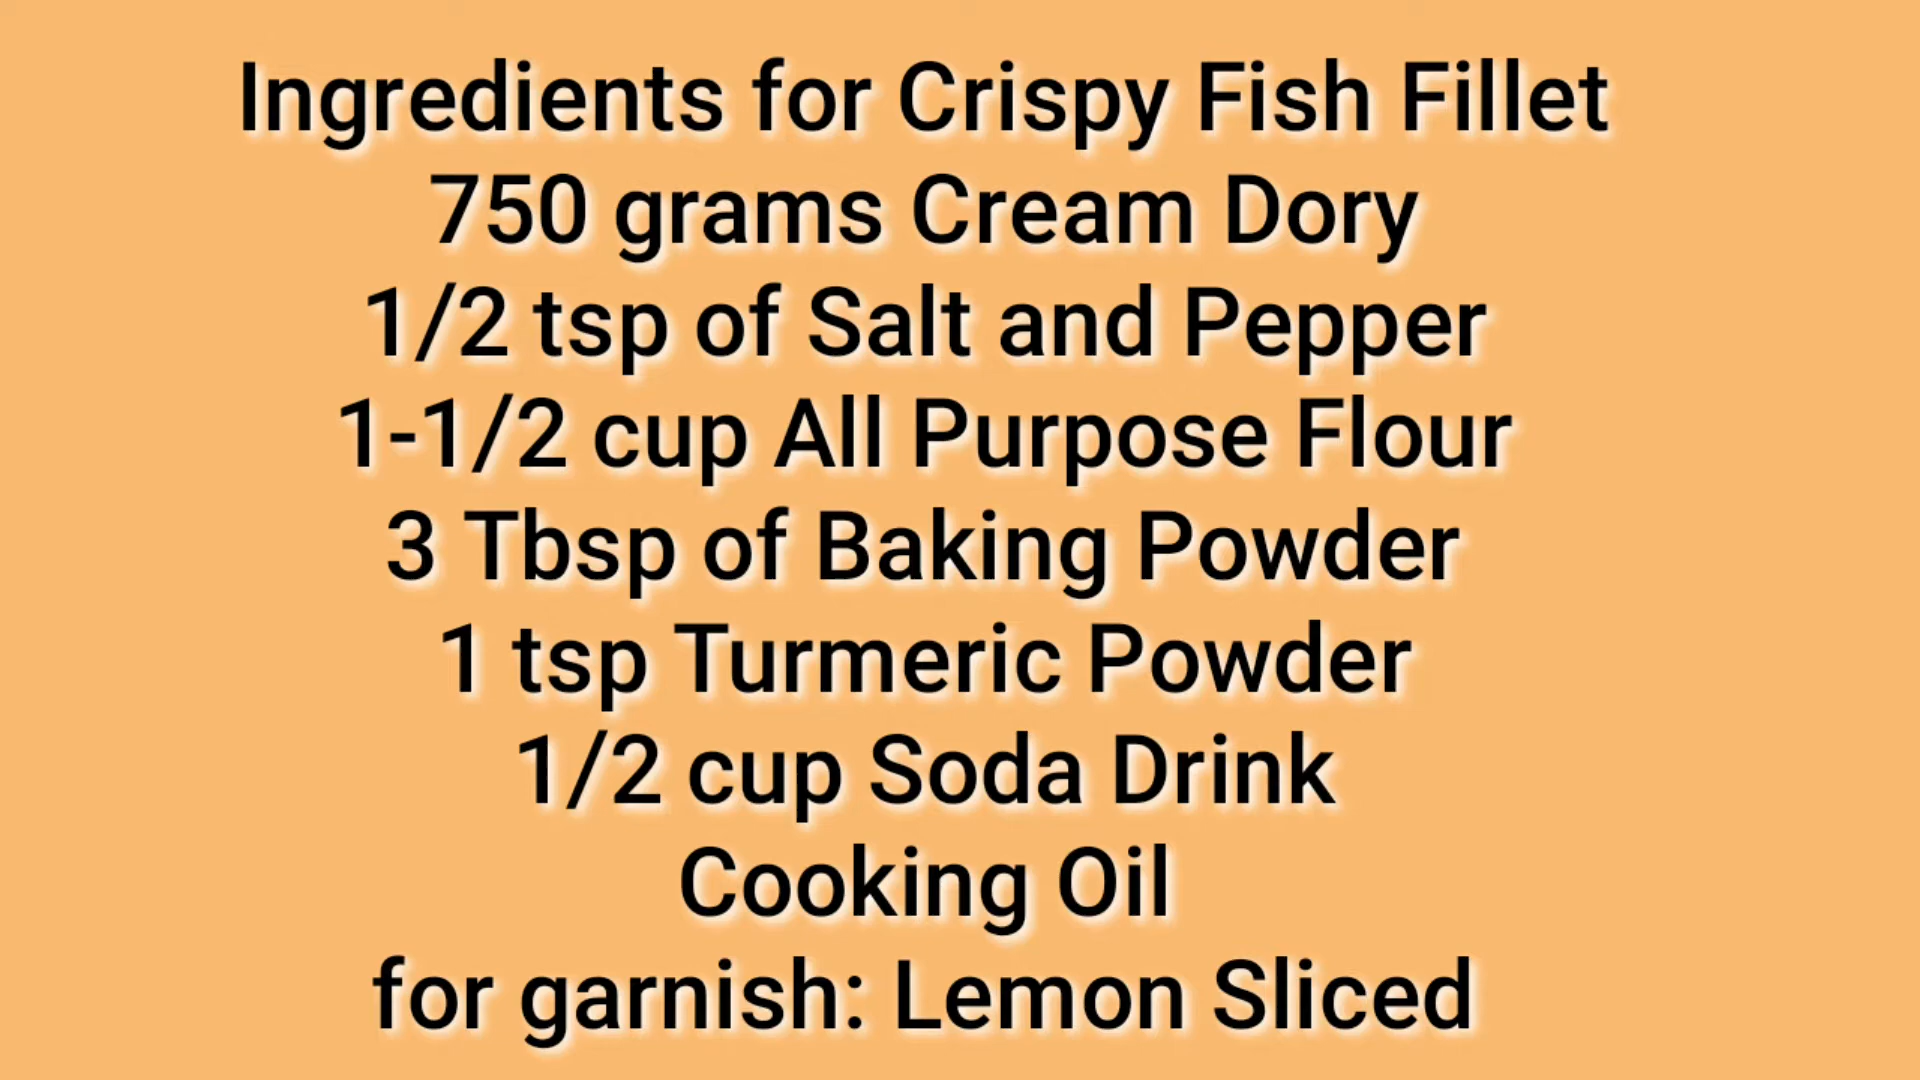 Ingredients for Crispy Fish Fillet
750 grams Cream Dory
1/2 tsp of Salt and Pepper
1-1/2 cup All Purpose Flour
3 Tbsp of Baking Powder
1 tsp Turmeric Powder
1/2 cup Soda Drink
Cooking Oil
for garnish: Lemon Sliced